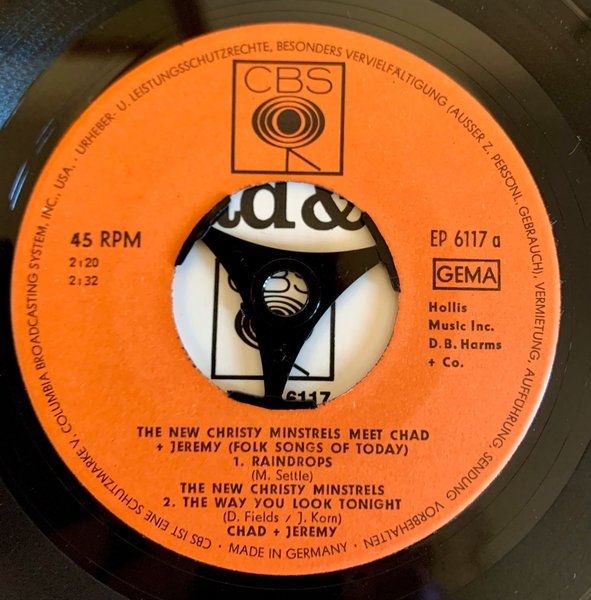 URHEBER- U. LEISTUNGSSCHUTZRECHTE, BESONDERS VERVIELFÄLTIGUNG (AUSSER Z. PERSÖNL. GEBRAUCH), VERMIETUNG, AUFFÜHRUNG, SENDUNG VORBEHALTEN
CBS
d &
CBS
6117
45 RPM
2:20
2:32
EP 6117 a
GEMA
Hollis
Music Inc.
D.B. Harms
+ Co.
THE NEW CHRISTY MINSTRELS MEET CHAD
+ JEREMY (FOLK SONGS OF TODAY)
1. RAINDROPS
(M. Settle)
THE NEW CHRISTY MINSTRELS
2. THE WAY YOU LOOK TONIGHT
(D. Fields / J. Korn)
CHAD + JEREMY
CBS IST EINE SCHUTZMARKE V. COLUMBIA BROADCASTING SYSTEM, INC., USA. ·
· MADE IN GERMANY ·